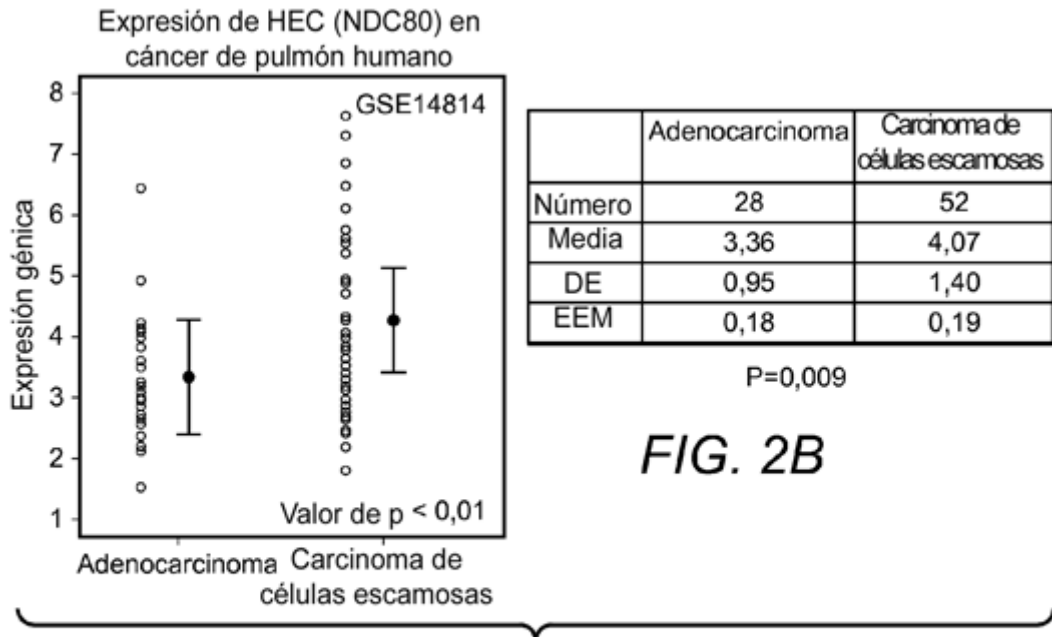 Expresión de HEC (NDC80) en
cáncer de pulmón humano
GSE14814
8
7
6
5
4
3
2
1
Expresión génica
Valor de p < 0,01
Adenocarcinoma
Carcinoma de
células escamosas
Adenocarcinoma
Carcinoma de
células escamosas
Número 28 52
Media 3,36 4,07
DE 0,95 1,40
EEM 0,18 0,19
P=0,009
FIG. 2B